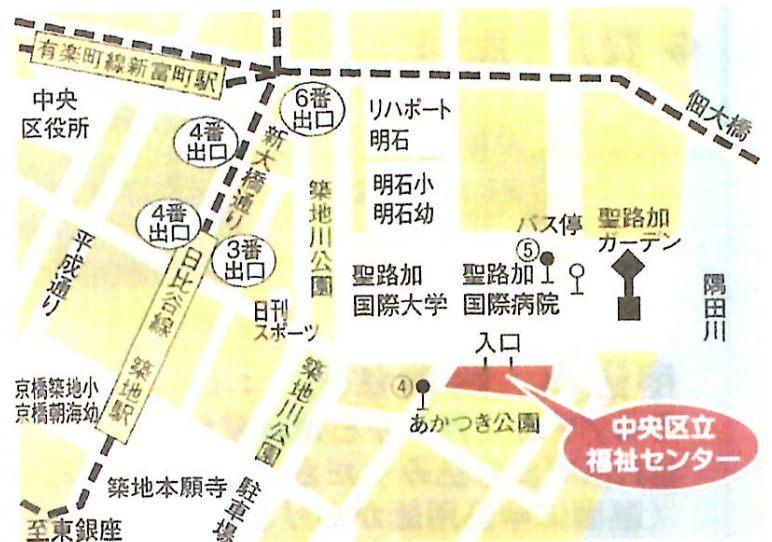 有楽町線新富町駅
中央
区役所
6番
出口
4番
出口
新大橋通り
リハポート
明石
佃大橋
明石小
明石幼
築地川公園
4番
出口
3番
出口
平成通り
日比谷線 築地駅
日刊
スポーツ
聖路加
国際大学
聖路加
国際病院
バス停
⑤
聖路加
ガーデン
隅田川
入口
④
あかつき公園
中央区立
福祉センター
築地川公園
京橋築地小
京橋朝海幼
築地本願寺
駐車場
至東銀座